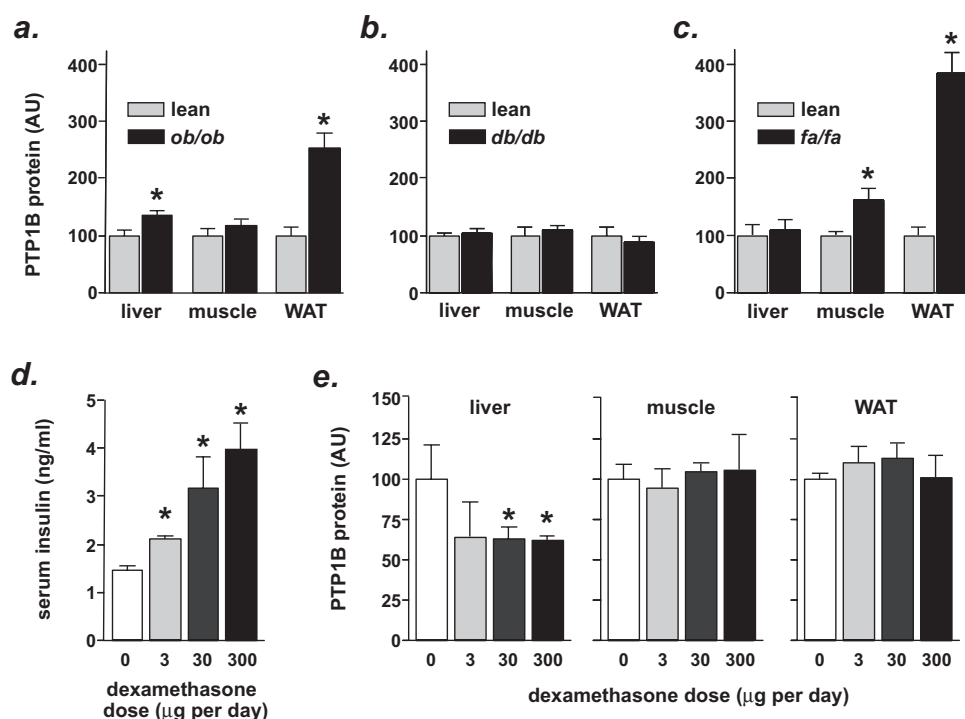 a.
PTP1B protein (AU)
400
300
200
100
0
lean
ob/ob
*
*
liver muscle WAT
b.
400
300
200
100
0
lean
db/db
liver muscle WAT
c.
400
300
200
100
0
lean
fa/fa
*
*
liver muscle WAT
d.
serum insulin (ng/ml)
5
4
3
2
1
0
*
*
*
0 3 30 300
dexamethasone
dose (μg per day)
e.
PTP1B protein (AU)
150
125
100
75
50
25
0
liver
* *
0 3 30 300
muscle
0 3 30 300
WAT
0 3 30 300
dexamethasone dose (μg per day)